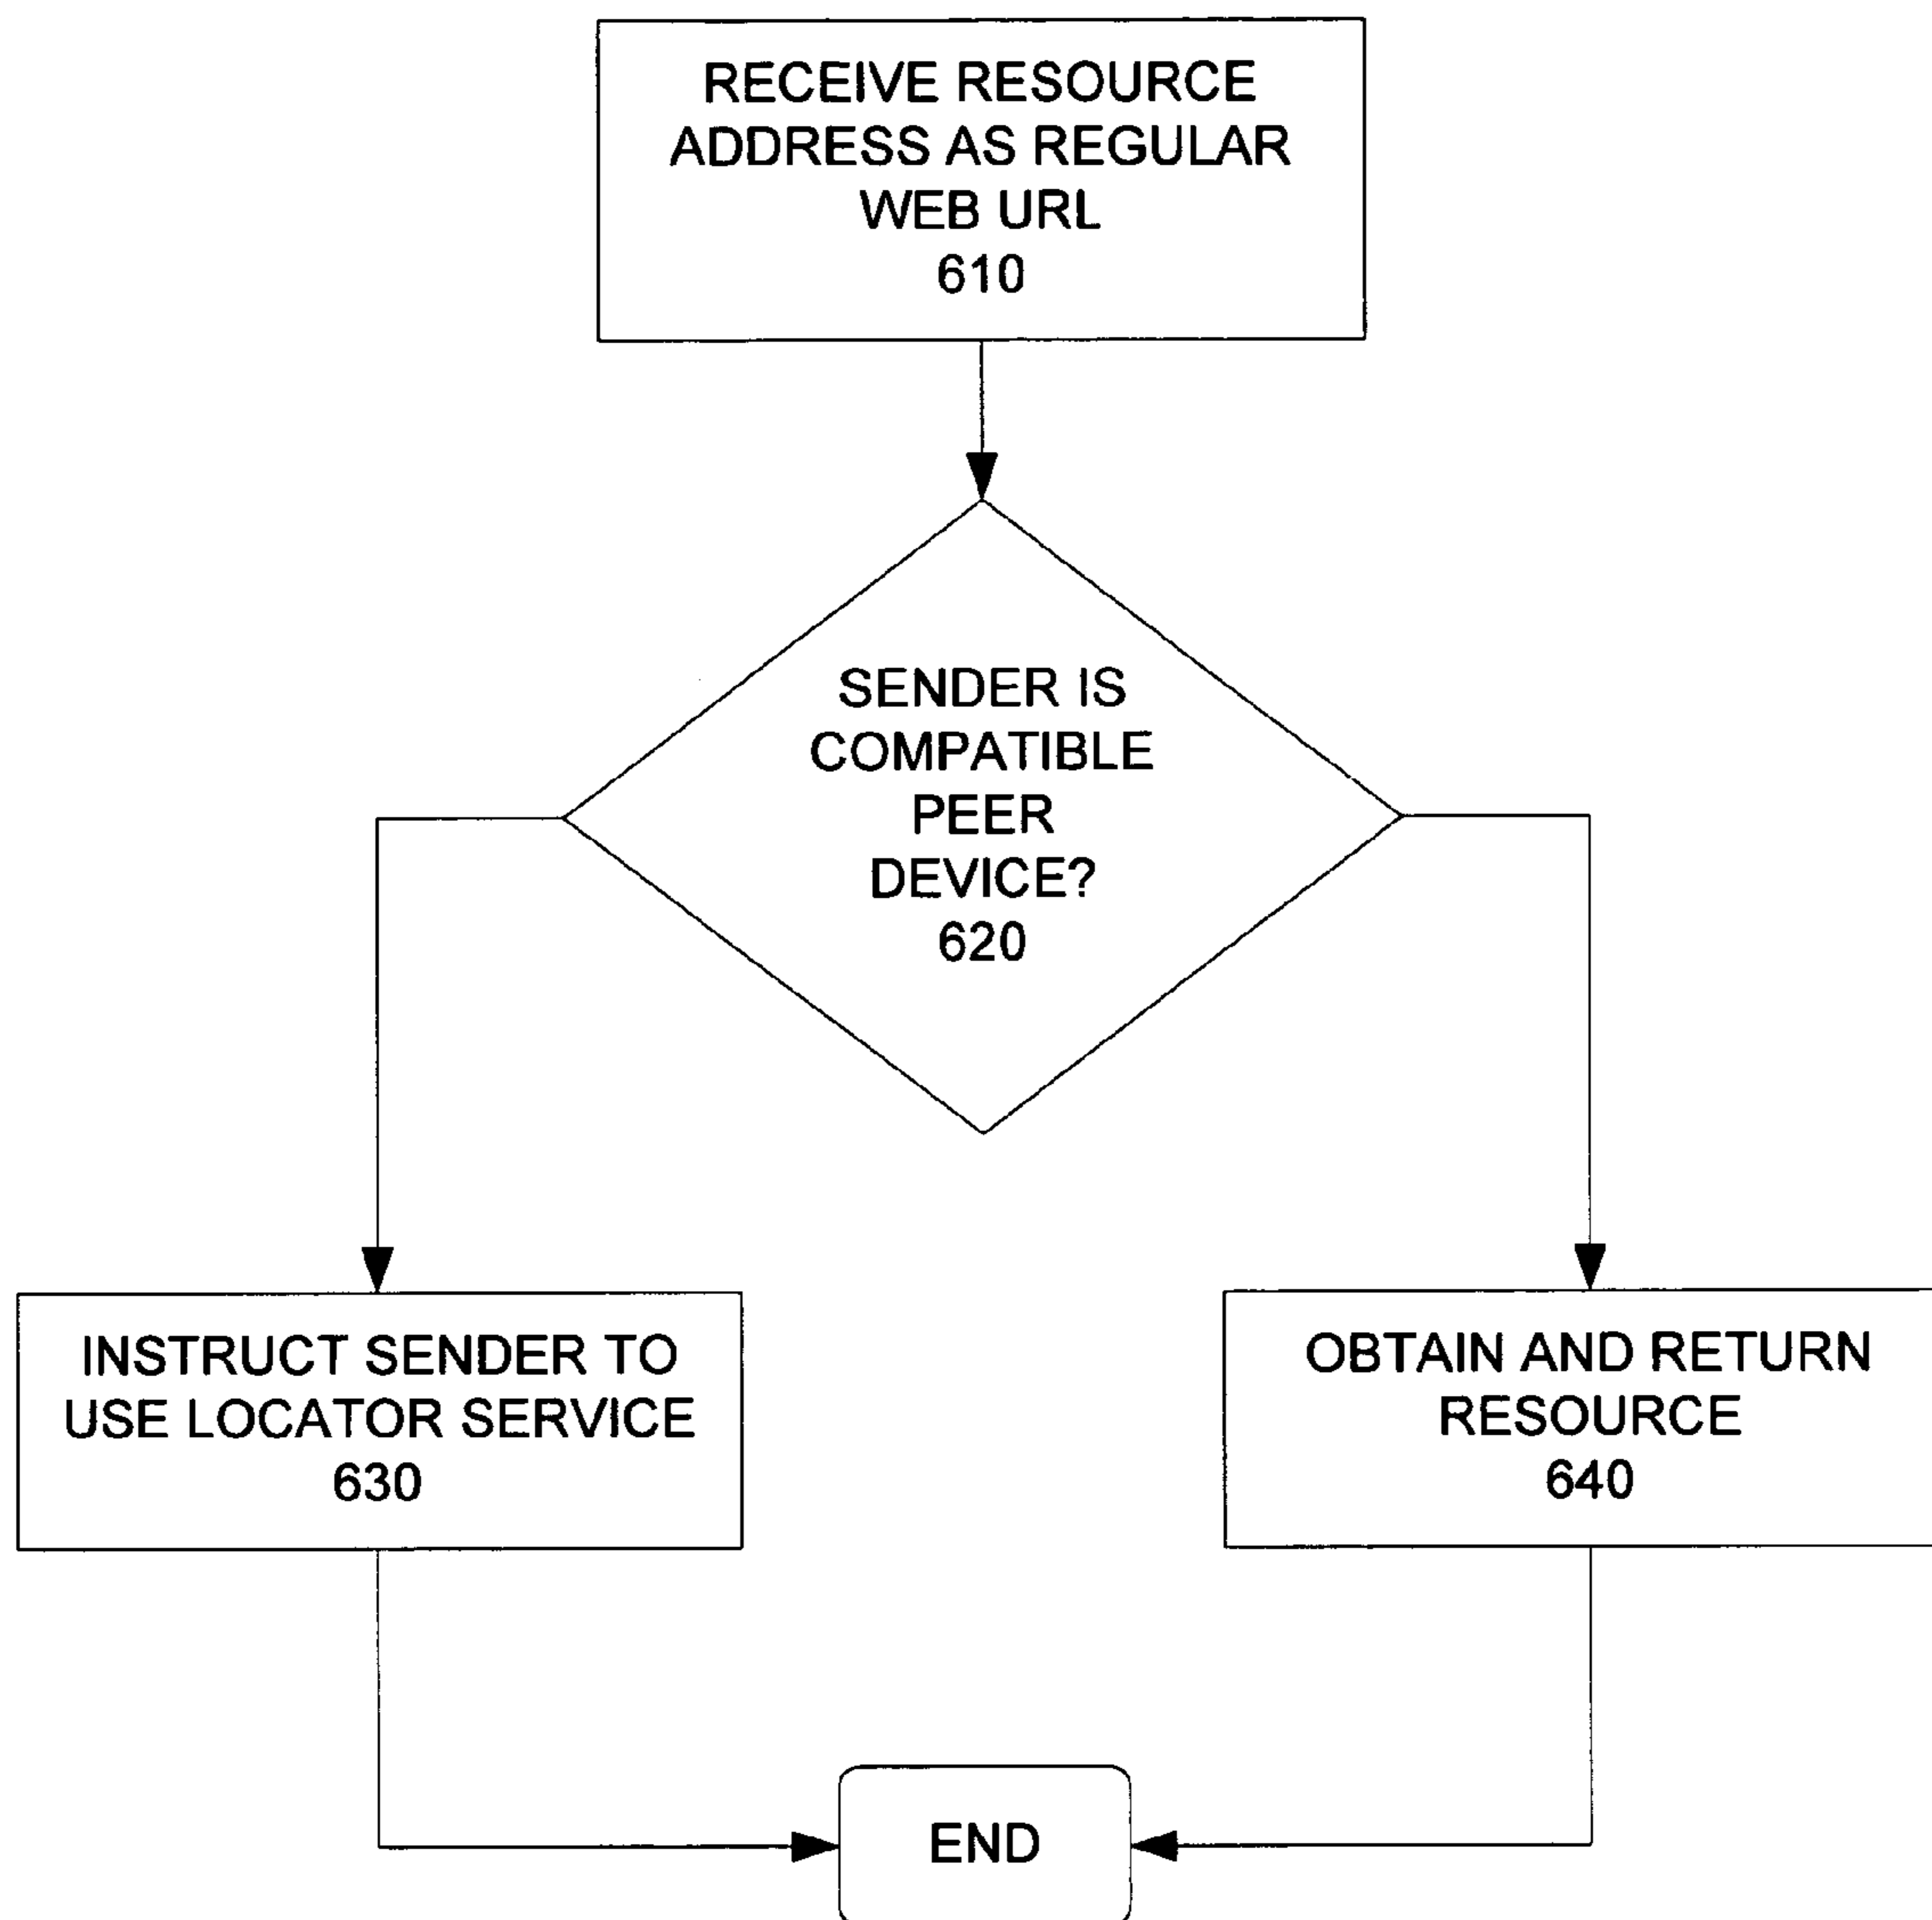 RECEIVE RESOURCE
ADDRESS AS REGULAR
WEB URL
610
SENDER IS
COMPATIBLE
PEER
DEVICE?
620
INSTRUCT SENDER TO
USE LOCATOR SERVICE
630
OBTAIN AND RETURN
RESOURCE
640
END